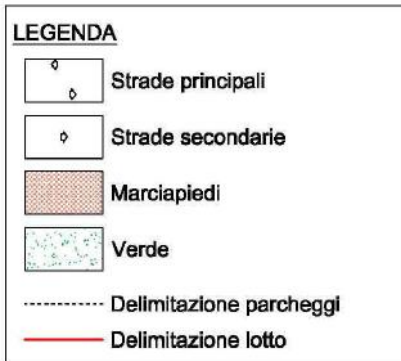 LEGENDA
Strade principali
Strade secondarie
Marciapiedi
Verde
Delimitazione parcheggi
Delimitazione lotto